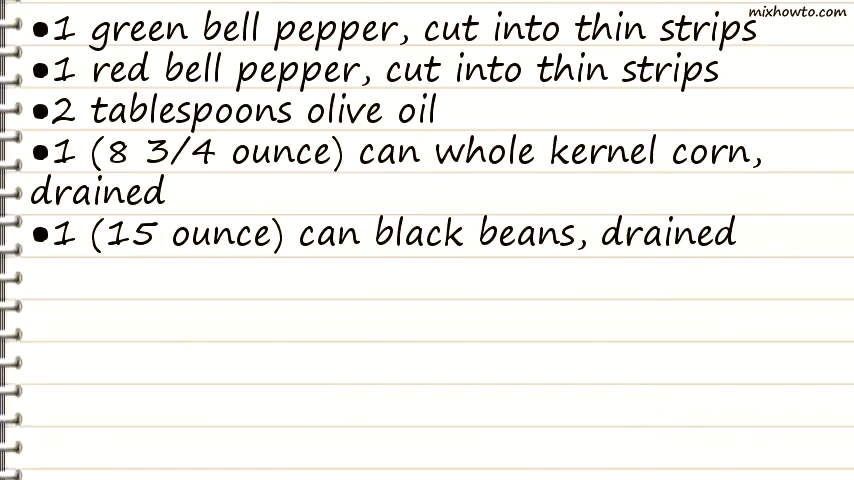 mixhowto.com
•1 green bell pepper, cut into thin strips
•1 red bell pepper, cut into thin strips
•2 tablespoons olive oil
•1 (8 3/4 ounce) can whole kernel corn,
drained
•1 (15 ounce) can black beans, drained